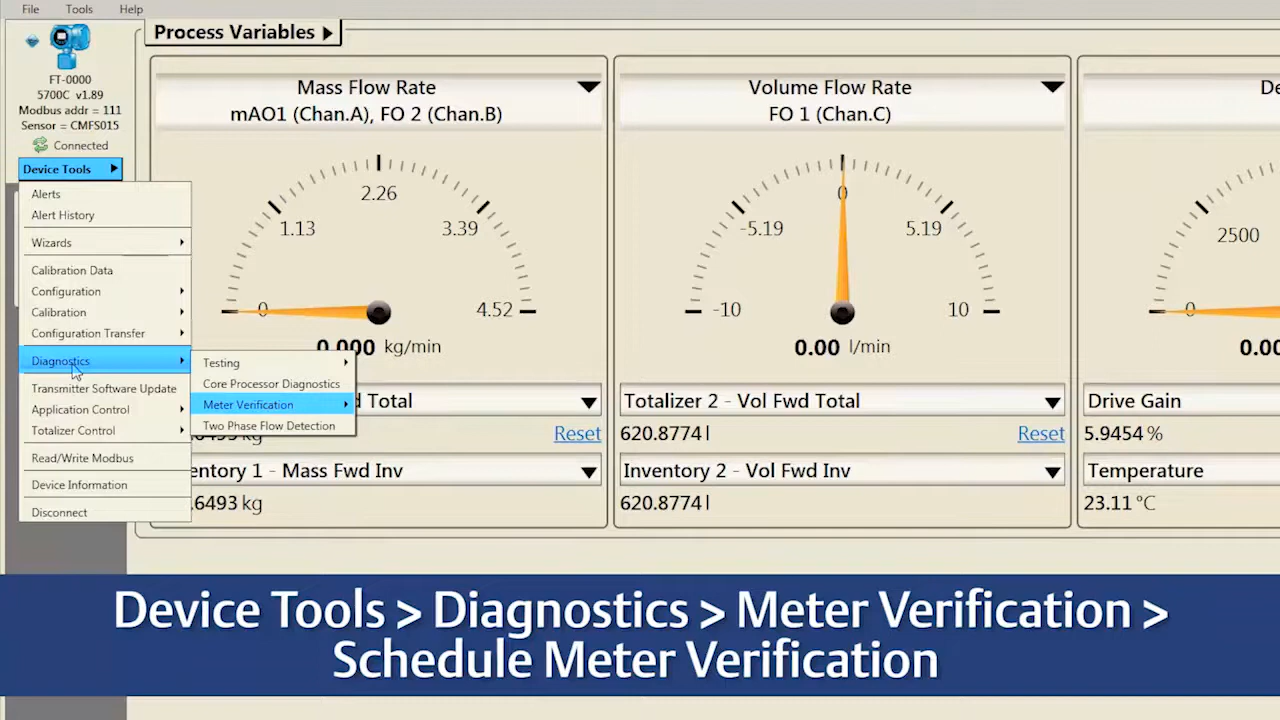 File Tools Help
FT-0000
5700C v1.89
Modbus addr = 111
Sensor = CMFS015
Connected
Device Tools
Alerts
Alert History
Wizards
Calibration Data
Configuration
Calibration
Configuration Transfer
Diagnostics
Transmitter Software Update
Application Control
Totalizer Control
Read/Write Modbus
Device Information
Disconnect
Testing
Core Processor Diagnostics
Meter Verification
Two Phase Flow Detection
Process Variables
Mass Flow Rate
mAO1 (Chan.A), FO 2 (Chan.B)
2.26
1.13 3.39
0 4.52
0.000 kg/min
d Total
Reset
entory 1 - Mass Fwd Inv
.6493 kg
Volume Flow Rate
FO 1 (Chan.C)
0
-5.19 5.19
-10 10
0.00 l/min
Totalizer 2 - Vol Fwd Total
620.8774 l Reset
Inventory 2 - Vol Fwd Inv
620.8774 l
De
2500
0
0.00
Drive Gain
5.9454 %
Temperature
23.11 °C
Device Tools > Diagnostics > Meter Verification >
Schedule Meter Verification